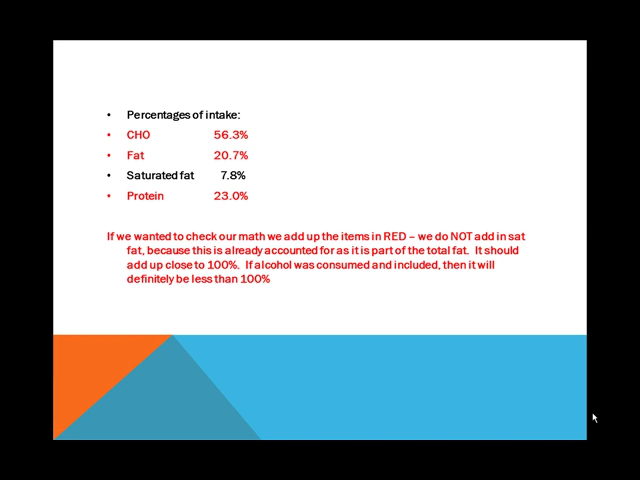 • Percentages of intake:
• CHO 56.3%
• Fat 20.7%
• Saturated fat 7.8%
• Protein 23.0%
If we wanted to check our math we add up the items in RED – we do NOT add in sat
fat, because this is already accounted for as it is part of the total fat. It should
add up close to 100%. If alcohol was consumed and included, then it will
definitely be less than 100%